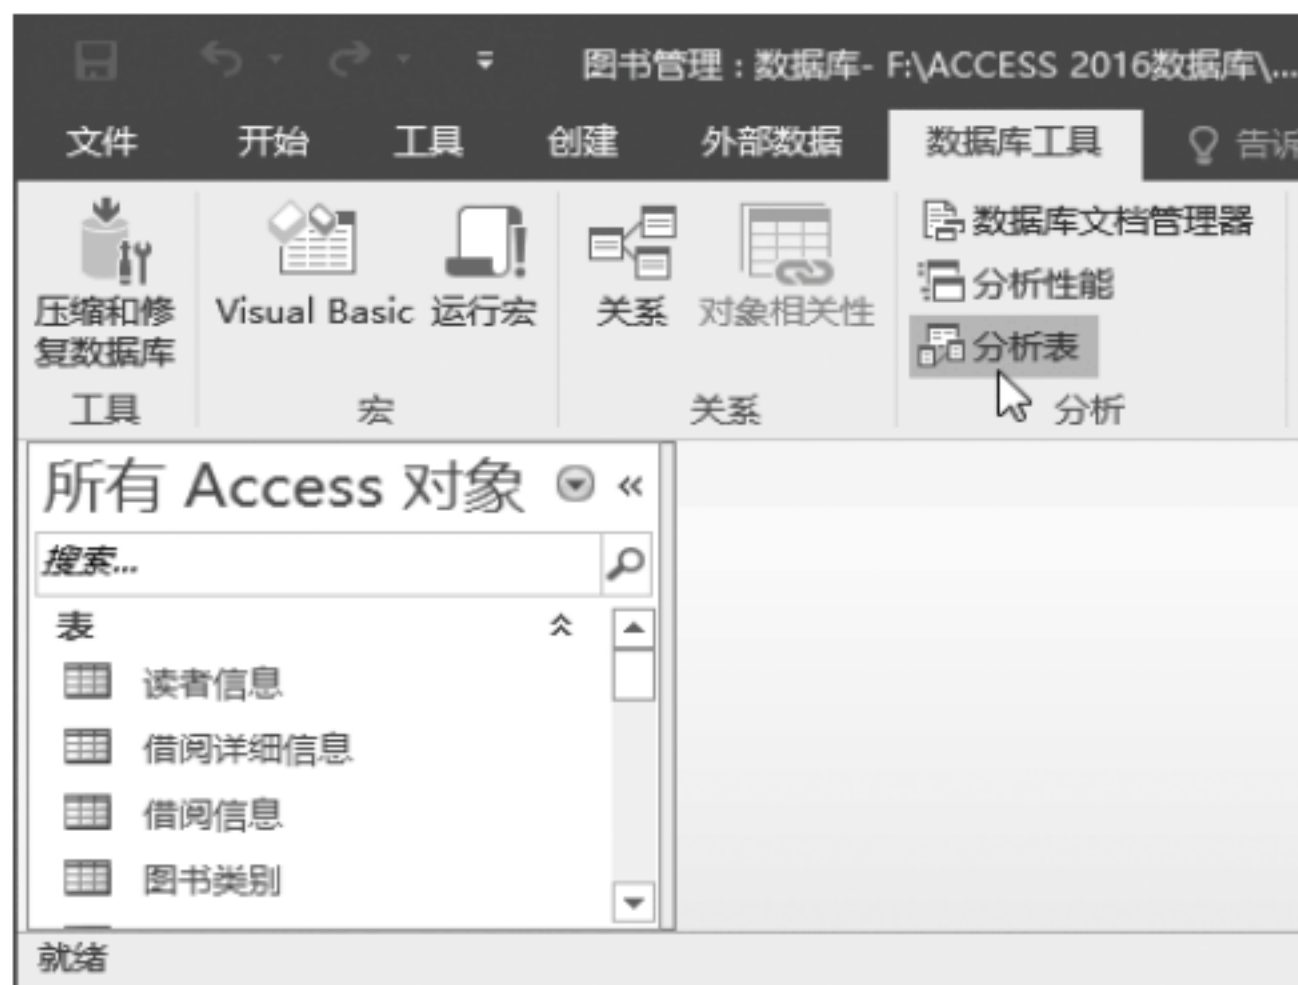 图书管理：数据库- F:\ACCESS 2016数据库\...
文件 开始 工具 创建 外部数据 数据库工具 告诉
压缩和修
复数据库
Visual Basic 运行宏
关系 对象相关性
数据库文档管理器
分析性能
分析表
工具 宏 关系 分析
所有 Access 对象 «
搜索...
表
读者信息
借阅详细信息
借阅信息
图书类别
就绪